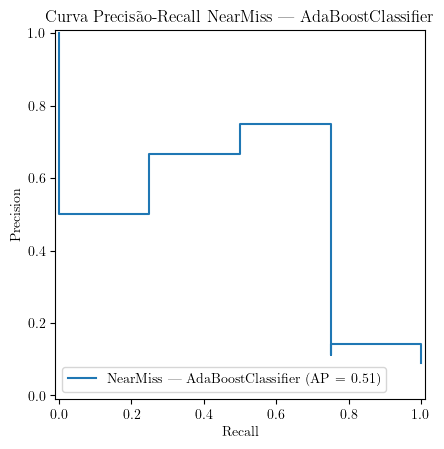 Curva Precisão-Recall NearMiss — AdaBoostClassifier
1.0
0.8
0.6
0.4
0.2
0.0
Precision
NearMiss — AdaBoostClassifier (AP = 0.51)
0.0 0.2 0.4 0.6 0.8 1.0
Recall